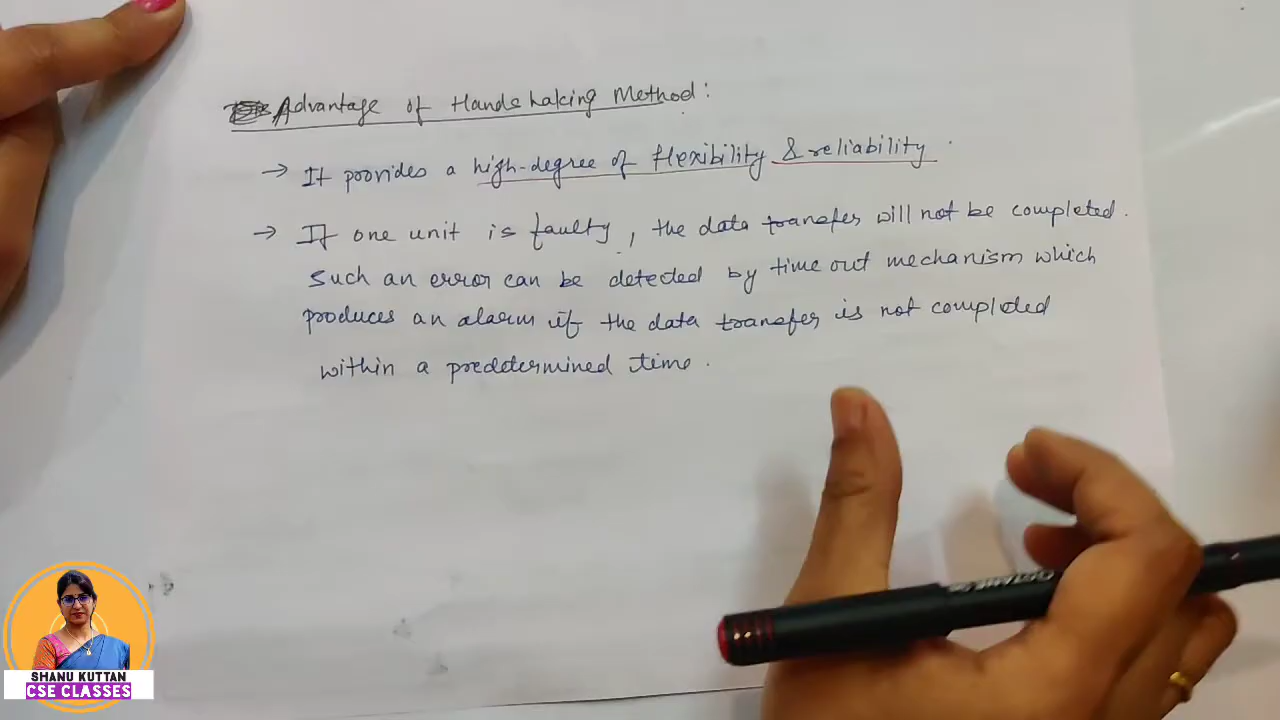 Advantage of Handshaking Method:
→ It provides a high-degree of flexibility & reliability.
→ If one unit is faulty, the data transfer will not be completed.
Such an error can be detected by time out mechanism which
produces an alarm if the data transfer is not completed
within a predetermined time.
SHANU KUTTAN
CSE CLASSES